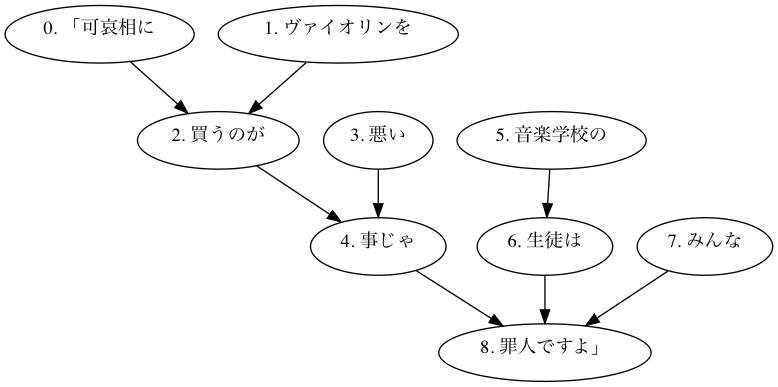 0. 「可哀相に
1. ヴァイオリンを
2. 買うのが
3. 悪い
5. 音楽学校の
4. 事じゃ
6. 生徒は
7. みんな
8. 罪人ですよ」